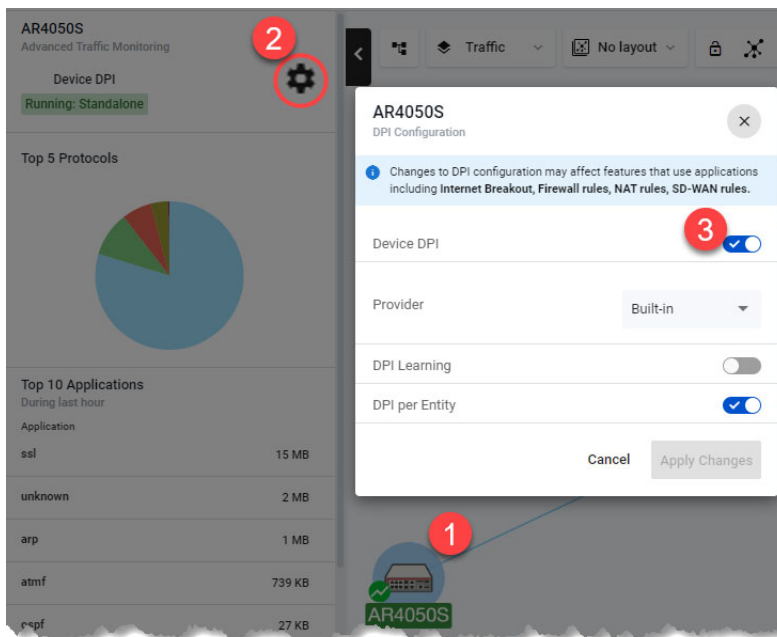 AR4050S
Advanced Traffic Monitoring
2
Device DPI
Running: Standalone
Top 5 Protocols
Top 10 Applications
During last hour
Application
ssl 15 MB
unknown 2 MB
arp 1 MB
atmf 739 KB
ospf 27 KB
Traffic
No layout
AR4050S
DPI Configuration
Changes to DPI configuration may affect features that use applications
including Internet Breakout, Firewall rules, NAT rules, SD-WAN rules.
3
Device DPI
Provider Built-in
DPI Learning
DPI per Entity
Cancel Apply Changes
1
AR4050S